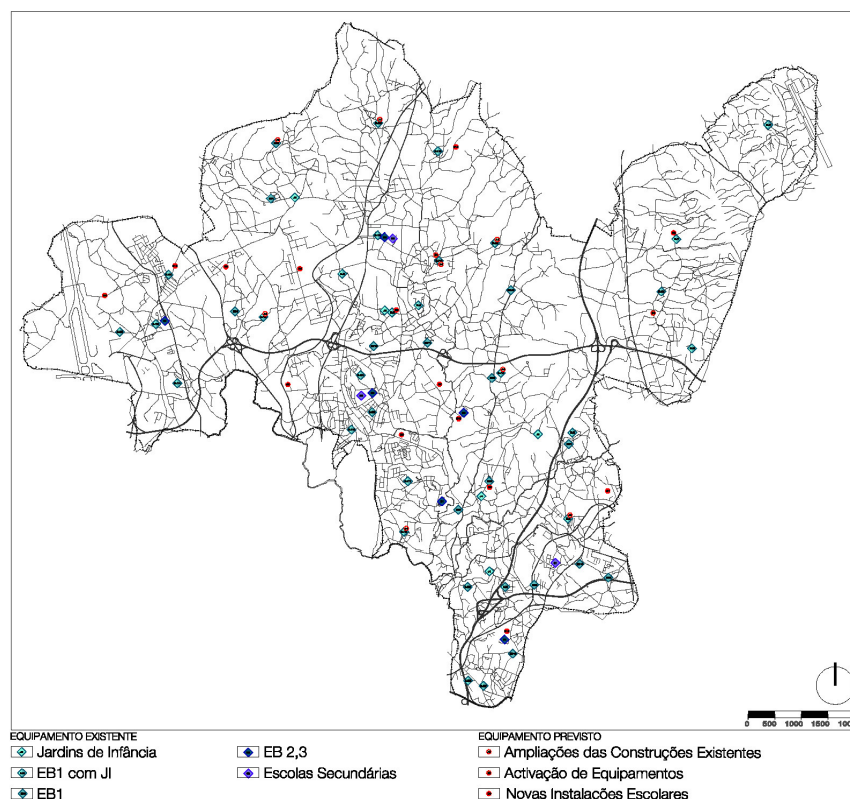 0 500 1000 1500
EQUIPAMENTO EXISTENTE
Jardins de Infância
EB1 com JI
EB1
EB 2,3
Escolas Secundárias
EQUIPAMENTO PREVISTO
Ampliações das Construções Existentes
Activação de Equipamentos
Novas Instalações Escolares